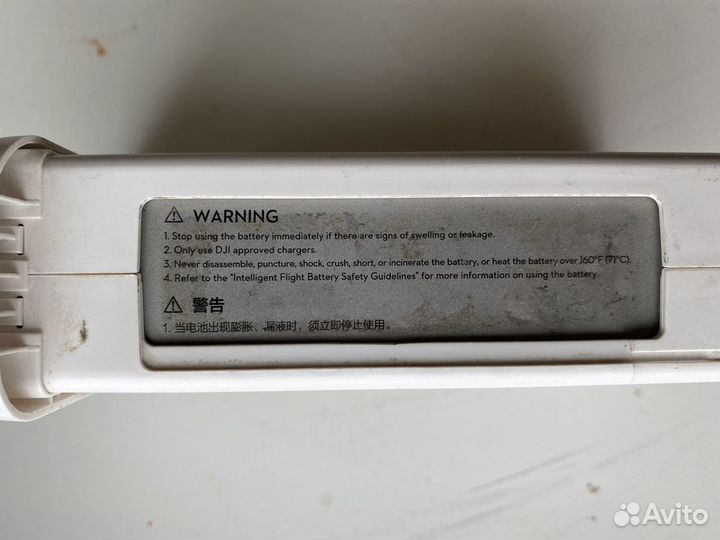 WARNING
1. Stop using the battery immediately if there are signs of swelling or leakage.
2. Only use DJI approved chargers.
3. Never disassemble, puncture, shock, crush, short, or incinerate the battery, or heat the battery over 160°F (71°C).
4. Refer to the "Intelligent Flight Battery Safety Guidelines" for more information on using the battery.
警告
1. 当电池出现膨胀、漏液时，须立即停止使用。
Avito